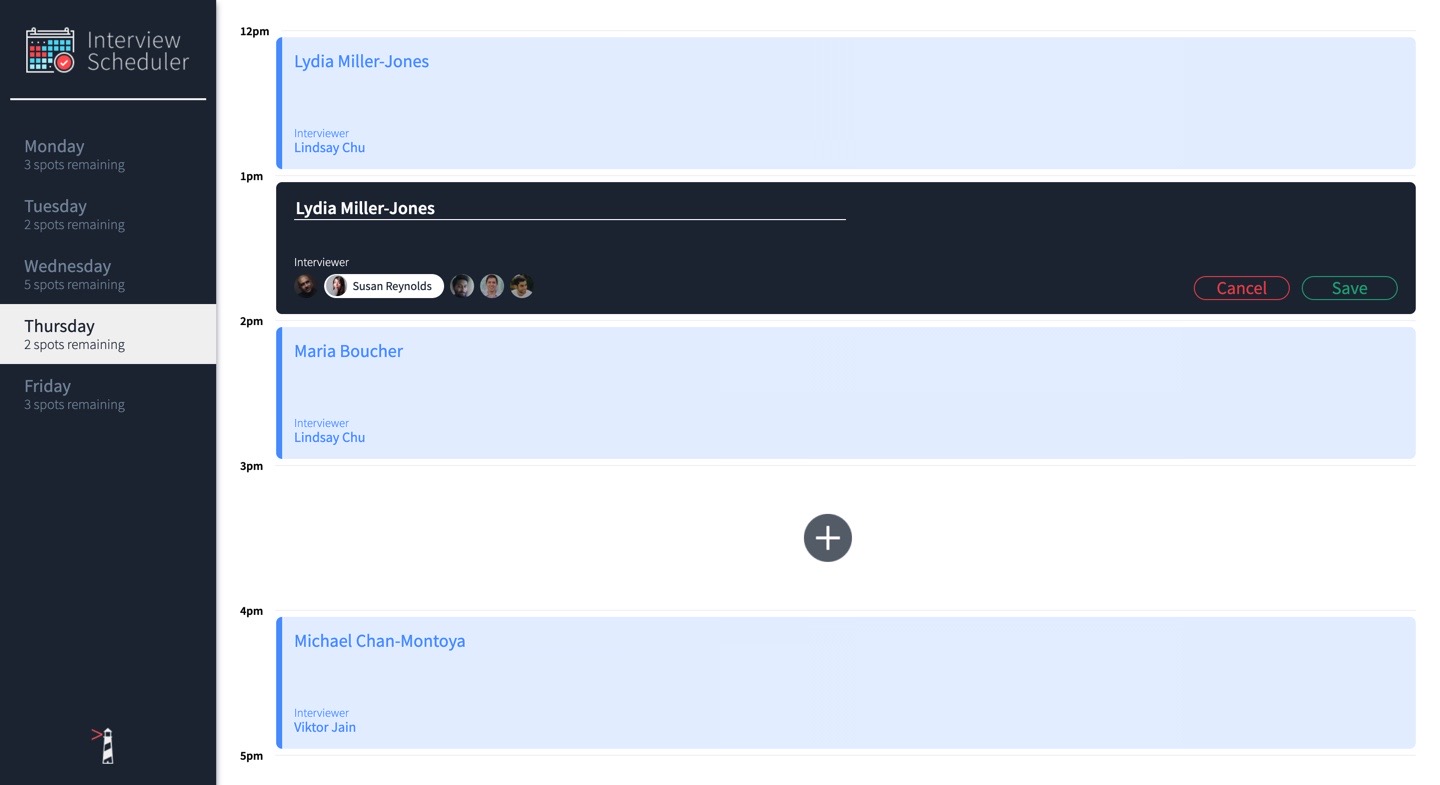 Interview
Scheduler
Monday
3 spots remaining
Tuesday
2 spots remaining
Wednesday
5 spots remaining
Thursday
2 spots remaining
Friday
3 spots remaining
>
12pm
Lydia Miller-Jones
Interviewer
Lindsay Chu
1pm
Lydia Miller-Jones
Interviewer
Susan Reynolds
Cancel Save
2pm
Maria Boucher
Interviewer
Lindsay Chu
3pm
4pm
Michael Chan-Montoya
Interviewer
Viktor Jain
5pm